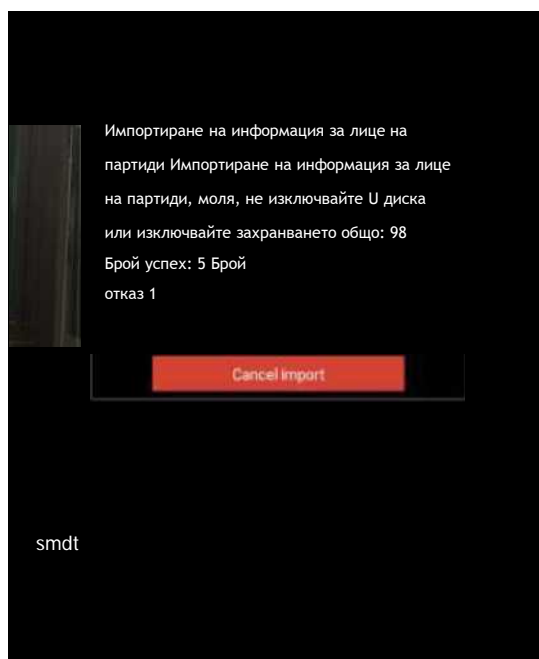 Импортиране на информация за лице на
партиди Импортиране на информация за лице
на партиди, моля, не изключвайте U диска
или изключвайте захранването общо: 98
Брой успех: 5 Брой
отказ 1
Cancel import
smdt